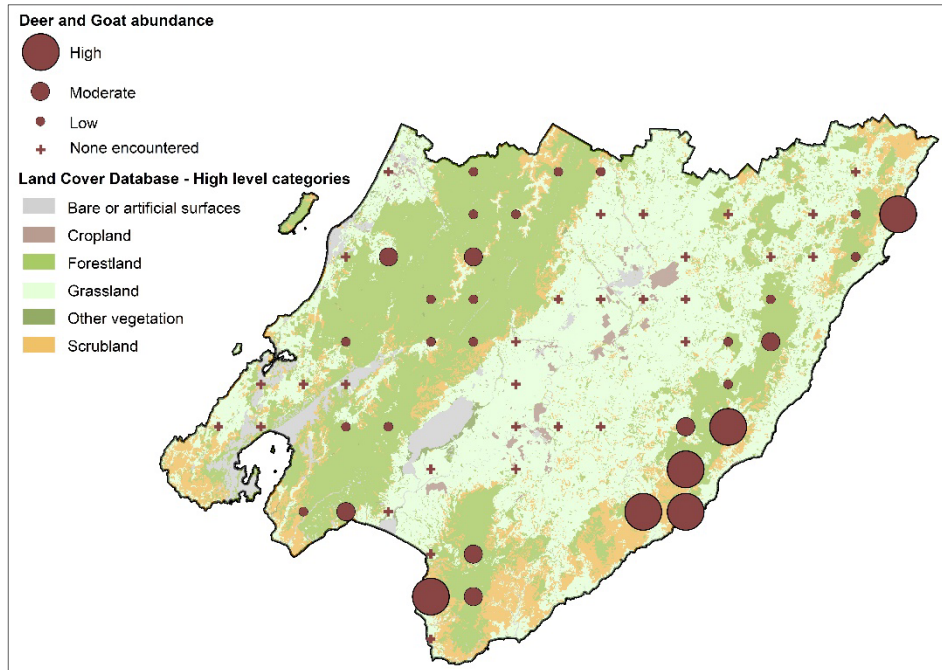 Deer and Goat abundance
High
Moderate
Low
None encountered
Land Cover Database - High level categories
Bare or artificial surfaces
Cropland
Forestland
Grassland
Other vegetation
Scrubland